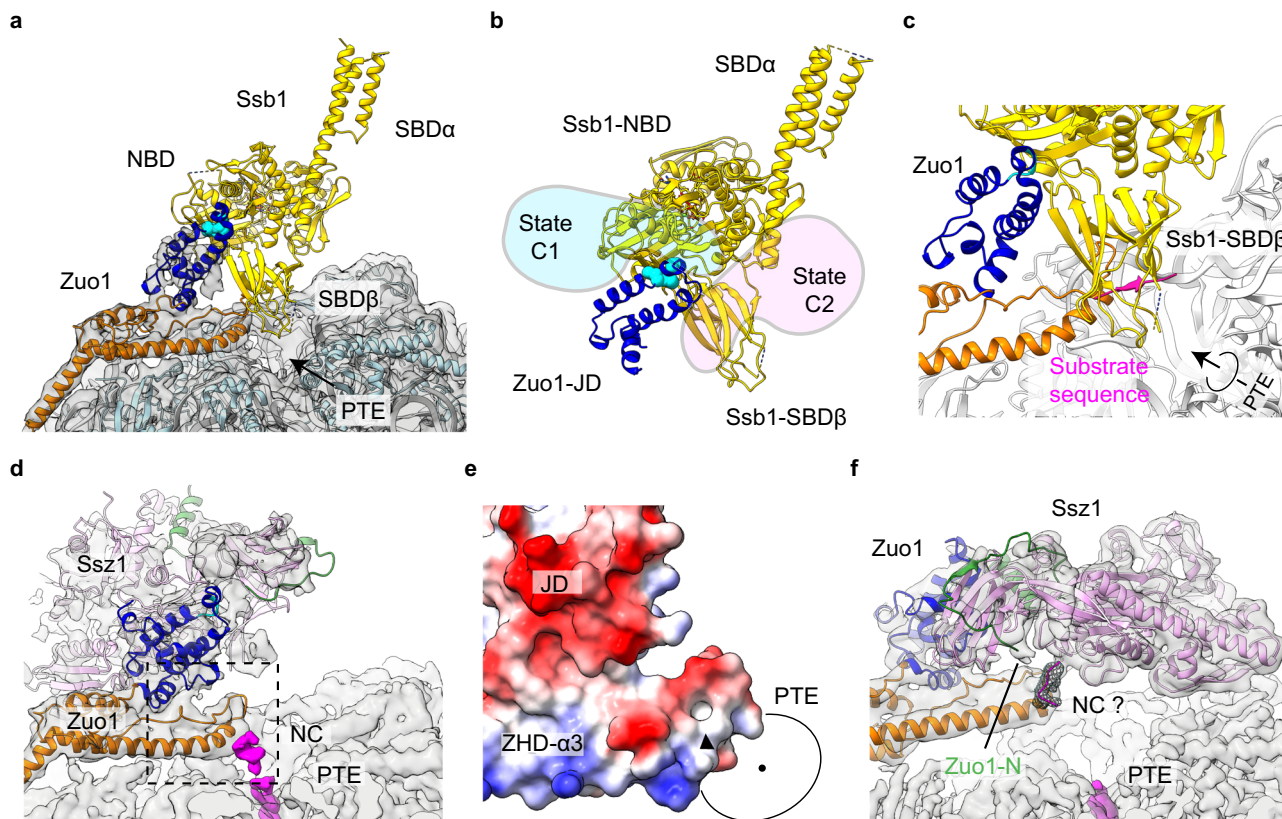 a
Ssb1
SBDα
NBD
Zuo1
SBDβ
PTE
b
SBDα
Ssb1-NBD
State
C1
State
C2
Zuo1-JD
Ssb1-SBDβ
c
Zuo1
Ssb1-SBDβ
Substrate
sequence
PTE
d
Ssz1
Zuo1
NC
PTE
e
JD
PTE
ZHD-α3
f
Ssz1
Zuo1
NC ?
Zuo1-N
PTE